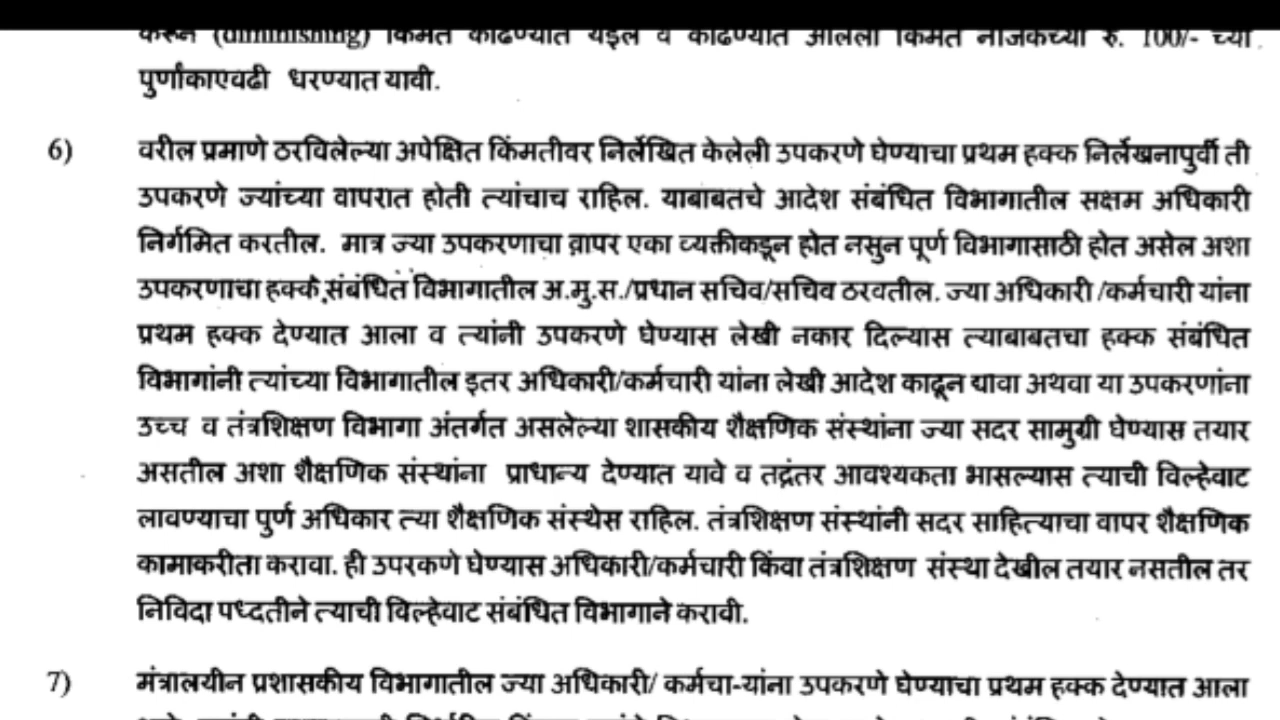 करून (diminishing) किंमत काढण्यात येईल व काढण्यात आलेली किंमत नजिकच्या रु. 100/- च्या
पुर्णांकाएवढी धरण्यात यावी.
6) वरील प्रमाणे ठरविलेल्या अपेक्षित किंमतीवर निर्लेखित केलेली उपकरणे घेण्याचा प्रथम हक्क निर्लेखनापुर्वी ती
उपकरणे ज्यांच्या वापरात होती त्यांचाच राहिल. याबाबतचे आदेश संबंधित विभागातील सक्षम अधिकारी
निर्गमित करतील. मात्र ज्या उपकरणाचा वापर एका व्यक्तीकडून होत नसुन पूर्ण विभागासाठी होत असेल अशा
उपकरणाचा हक्क संबंधित विभागातील अ.मु.स./प्रधान सचिव/सचिव ठरवतील. ज्या अधिकारी /कर्मचारी यांना
प्रथम हक्क देण्यात आला व त्यांनी उपकरणे घेण्यास लेखी नकार दिल्यास त्याबाबतचा हक्क संबंधित
विभागांनी त्यांच्या विभागातील इतर अधिकारी/कर्मचारी यांना लेखी आदेश काढून द्यावा अथवा या उपकरणांना
उच्च व तंत्रशिक्षण विभागा अंतर्गत असलेल्या शासकीय शैक्षणिक संस्थांना ज्या सदर सामुग्री घेण्यास तयार
असतील अशा शैक्षणिक संस्थांना प्राधान्य देण्यात यावे व तद्नंतर आवश्यकता भासल्यास त्याची विल्हेवाट
लावण्याचा पुर्ण अधिकार त्या शैक्षणिक संस्थेस राहिल. तंत्रशिक्षण संस्थांनी सदर साहित्याचा वापर शैक्षणिक
कामाकरीता करावा. ही उपरकणे घेण्यास अधिकारी/कर्मचारी किंवा तंत्रशिक्षण संस्था देखील तयार नसतील तर
निविदा पध्दतीने त्याची विल्हेवाट संबंधित विभागाने करावी.
7) मंत्रालयीन प्रशासकीय विभागातील ज्या अधिकारी/ कर्मचा-यांना उपकरणे घेण्याचा प्रथम हक्क देण्यात आला